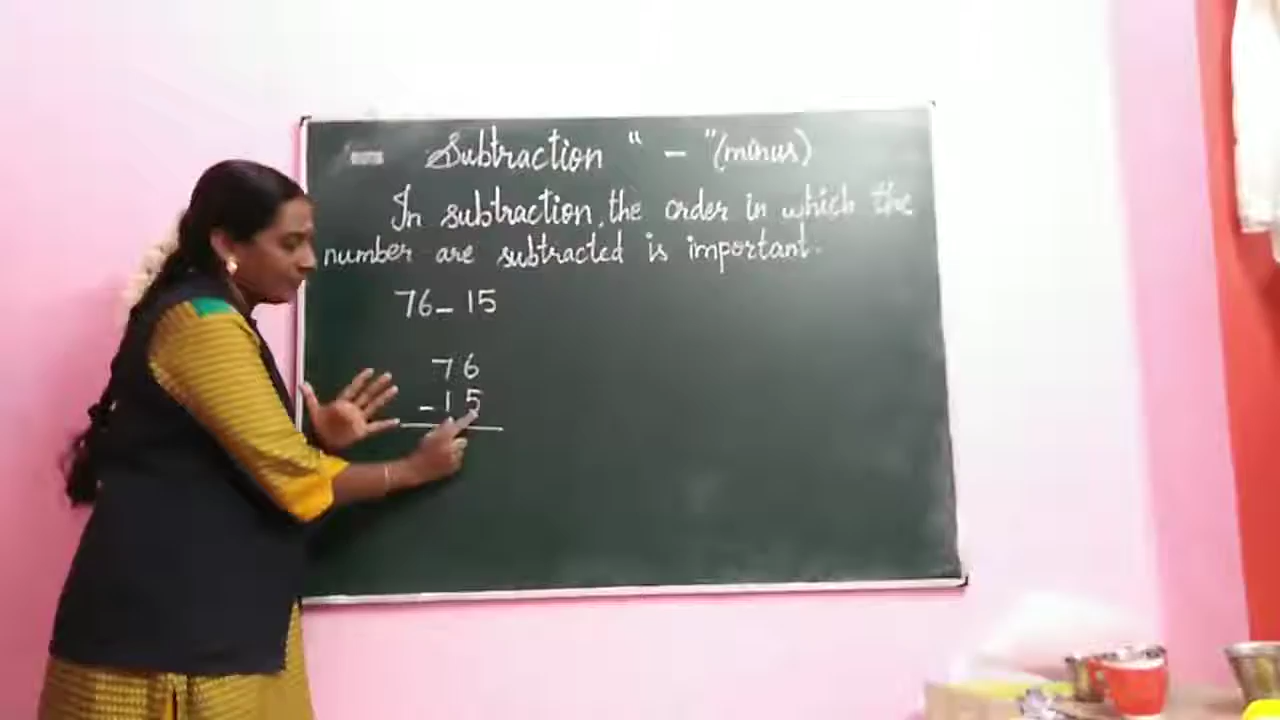 Subtraction “ - ” (minus)
In subtraction, the order in which the
number are subtracted is important.
76 - 15
76
- 15